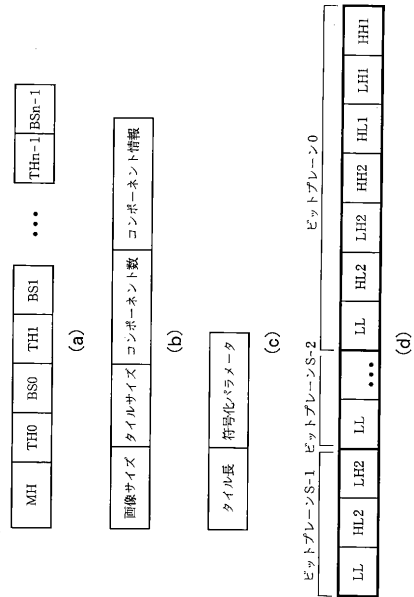 MH TH0 BS0 TH1 BS1 ••• THn-1 BSn-1
(a)
画像サイズ タイルサイズ コンポーネント数 コンポーネント情報
(b)
タイル長 符号化パラメータ
(c)
ビットプレーンS-1 ビットプレーンS-2 ビットプレーン0
LL HL2 LH2 LL ••• LL HL2 LH2 HH2 HL1 LH1 HH1
(d)